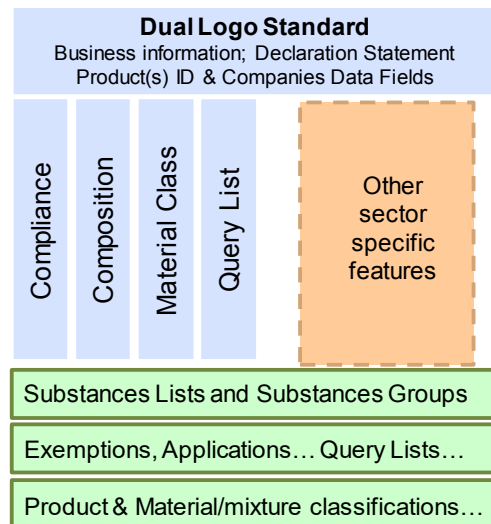 Dual Logo Standard
Business information; Declaration Statement
Product(s) ID & Companies Data Fields
Compliance
Composition
Material Class
Query List
Other
sector
specific
features
Substances Lists and Substances Groups
Exemptions, Applications… Query Lists…
Product & Material/mixture classifications…